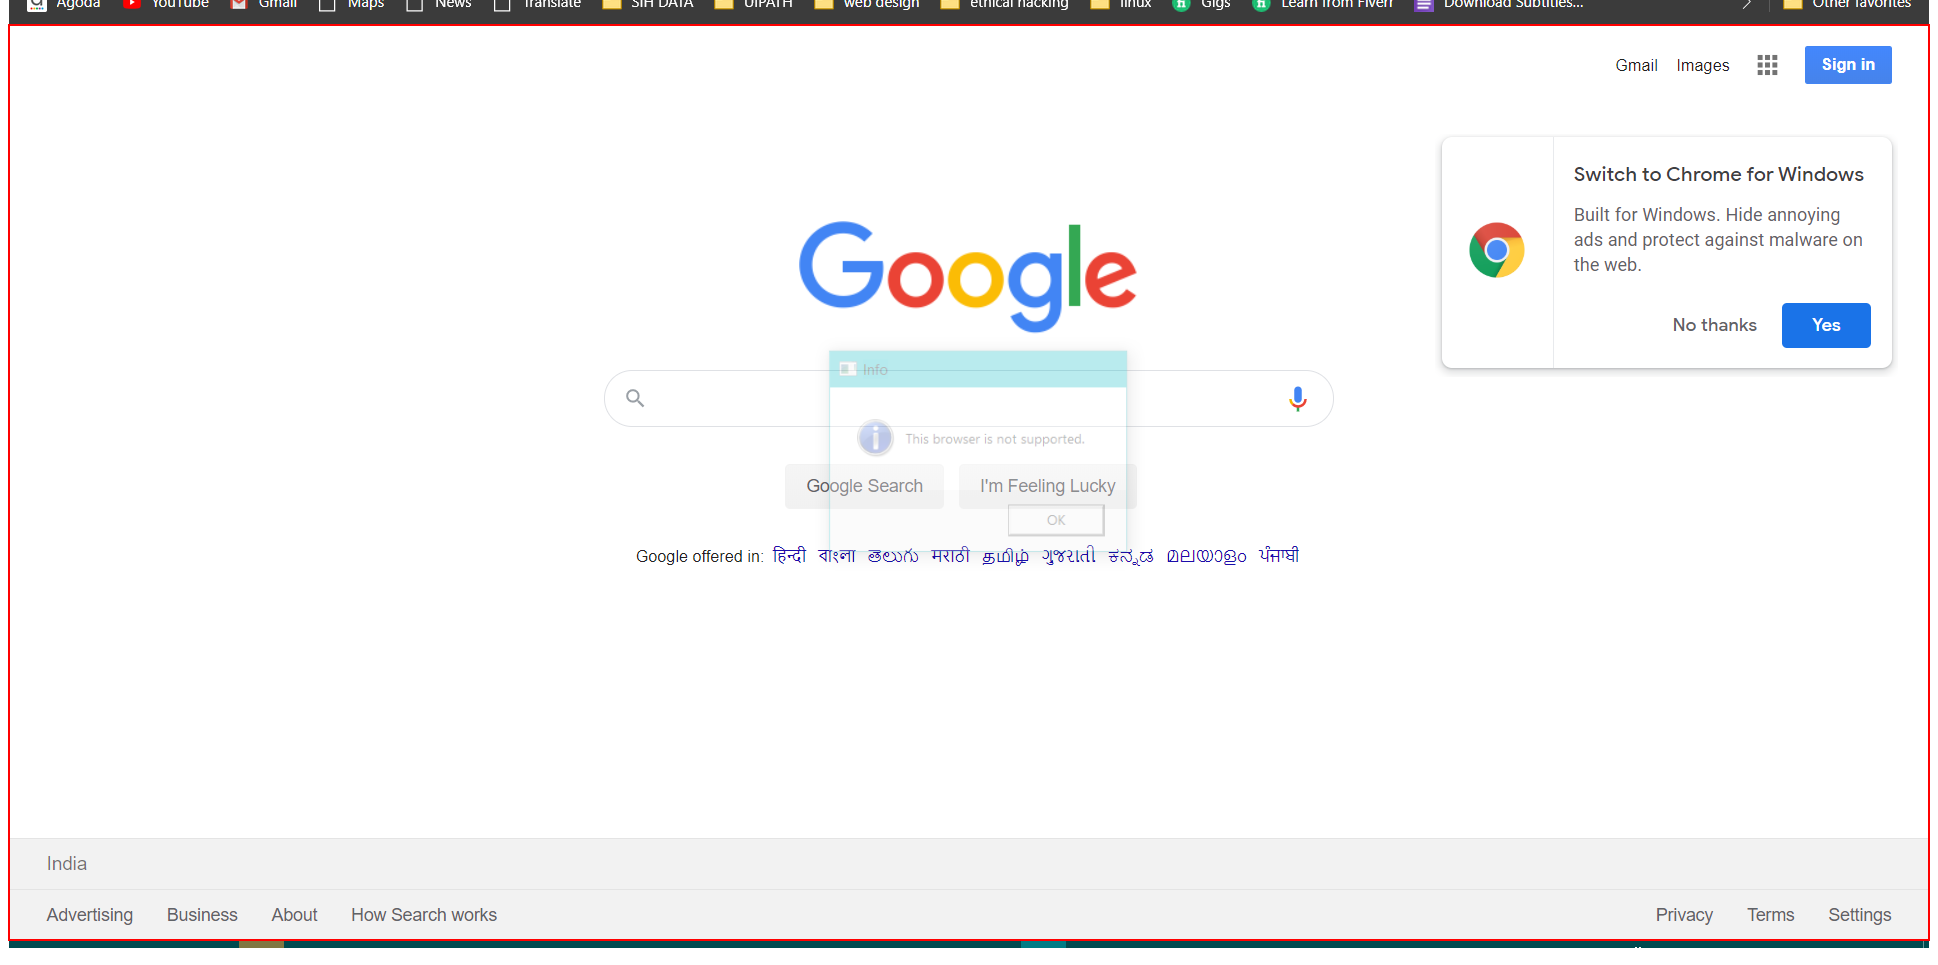 Agoda YouTube Gmail Maps News Translate SIH DATA UIPATH web design ethical hacking linux Gigs Learn from Fiverr Download Subtitles... Other favorites
Gmail Images Sign in
Switch to Chrome for Windows
Built for Windows. Hide annoying
ads and protect against malware on
the web.
No thanks Yes
Google
Info
This browser is not supported.
Google Search I'm Feeling Lucky
OK
Google offered in: हिन्दी বাংলা తెలుగు मराठी தமிழ் ગુજરાતી ಕನ್ನಡ മലയാളം ਪੰਜਾਬੀ
India
Advertising Business About How Search works Privacy Terms Settings